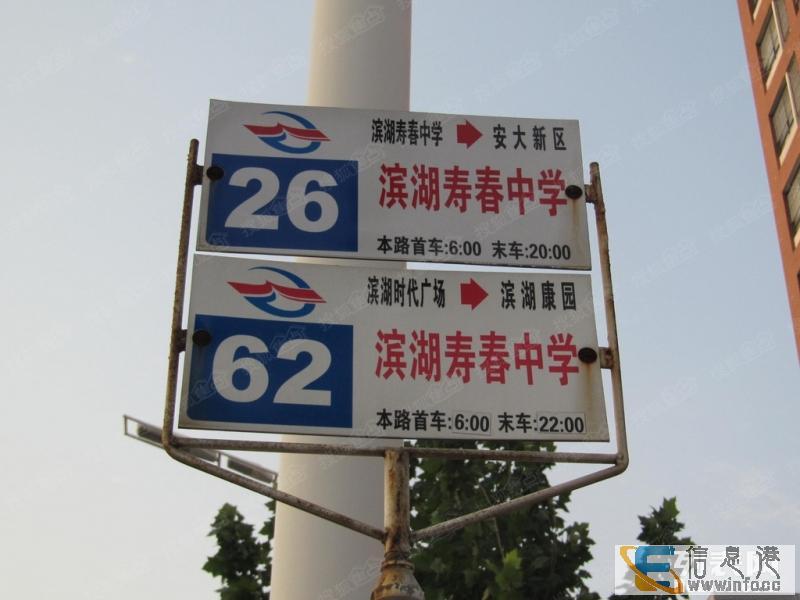 滨湖寿春中学 安大新区
26
滨湖寿春中学
本路首车:6:00 末车:20:00
滨湖时代广场 滨湖康园
62
滨湖寿春中学
本路首车:6:00 末车:22:00
信息港
www.info.cc